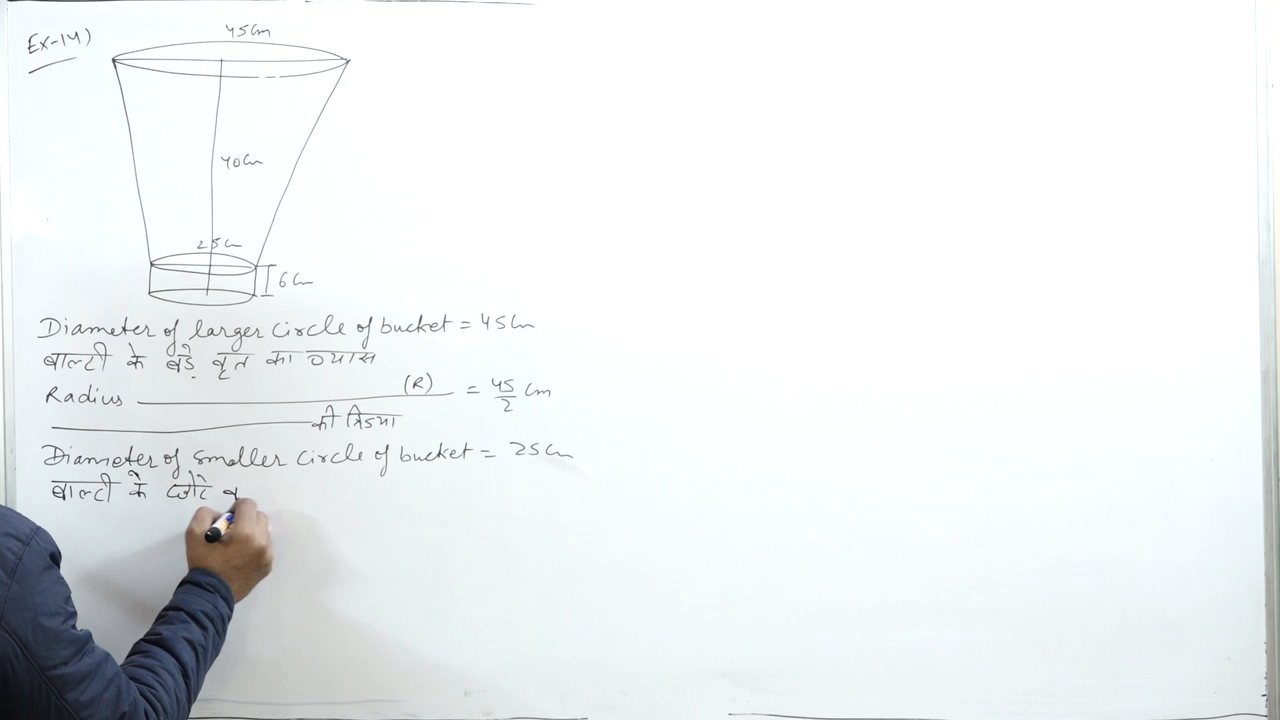 Ex-14)
45cm
40cm
25cm
6cm
Diameter of larger circle of bucket = 45cm
बाल्टी के बड़े वृत का व्यास
Radius ——— (R) = 45/2 cm
——— की त्रिज्या
Diameter of smaller circle of bucket = 25cm
बाल्टी के छोटे व